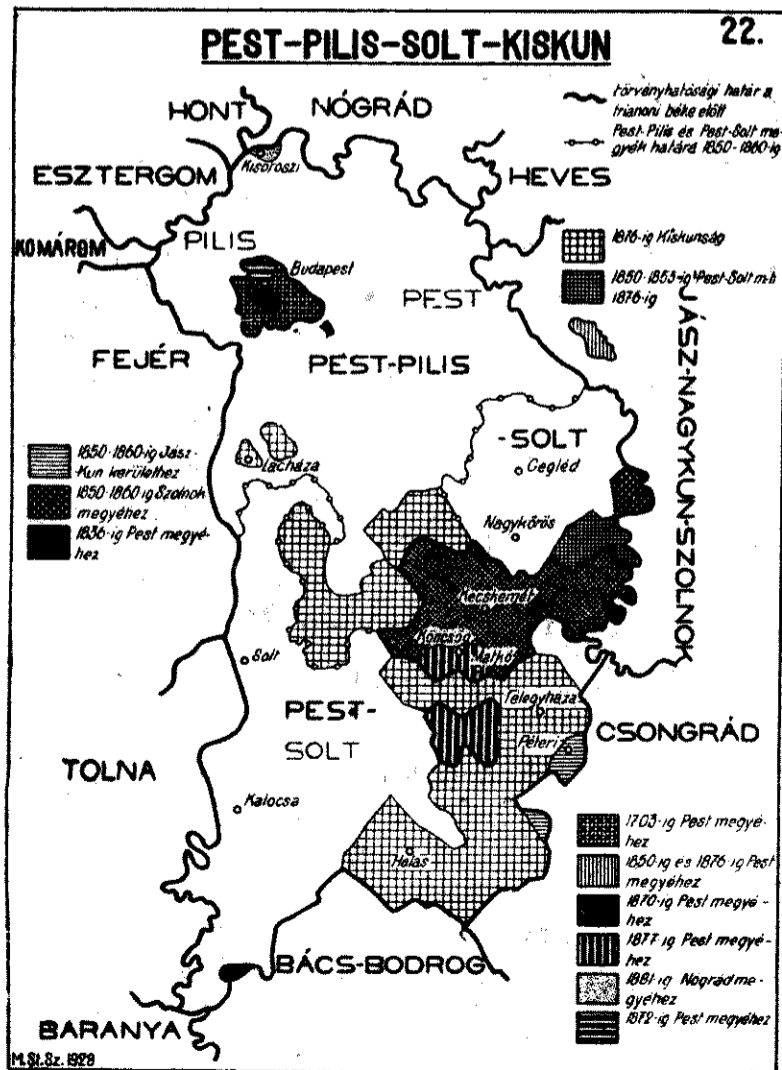 PEST-PILIS-SOLT-KISKUN
22.
HONT
NÓGRÁD
törvényhatósági határ a
trianoni béke előtt
Pest-Pilis és Pest-Solt me-
gyék határa 1850-1860-ig
Kisoroszi
ESZTERGOM
HEVES
KOMÁROM
PILIS
1876-ig Kiskunság
Budapest
1850-1853-ig Pest-Solt m.h
1876-ig
PEST
JÁSZ-NAGYKUN-SZOLNOK
FEJÉR
PEST-PILIS
-SOLT
1850-1860-ig Jász-
Kun kerülethez
1850-1860 ig Szolnok
megyéhez
1836-ig Pest megyé-
hez
Lacháza
Cegléd
Nagykőrös
Kecskemét
Köncsög
Matkó
Solt
Félegyháza
PEST-
SOLT
Péteri
CSONGRÁD
TOLNA
Kalocsa
Halas
1703-ig Pest megyé-
hez
1850-ig és 1876-ig Pest
megyéhez
1870-ig Pest megyé-
hez
1877-ig Pest megyé-
hez
1881-ig Nógrádme-
gyéhez
1872-ig Pest megyéhez
BÁCS-BODROG
BARANYA
M.St.Sz. 1929